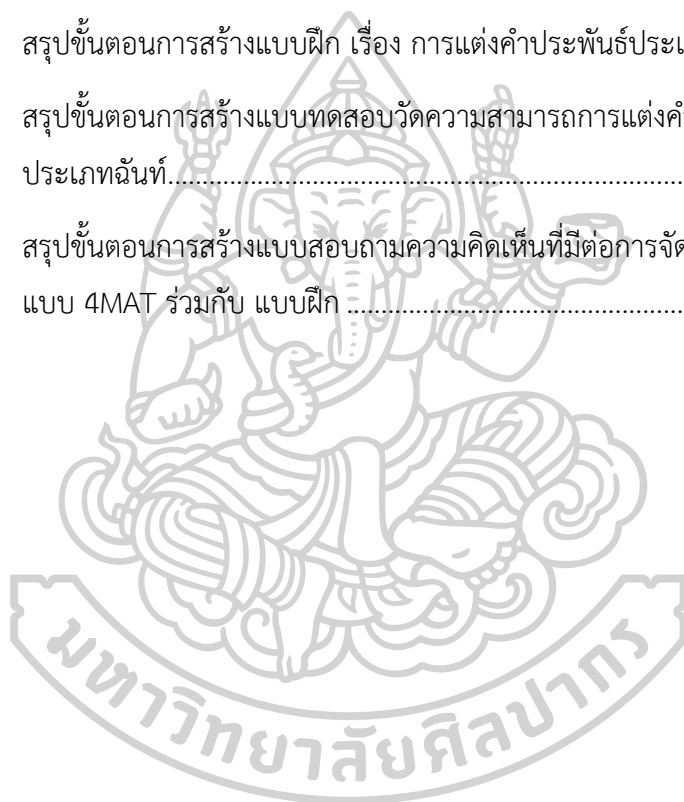 สรุปขั้นตอนการสร้างแบบฝึก เรื่อง การแต่งคำประพันธ์ประเ
สรุปขั้นตอนการสร้างแบบทดสอบวัดความสามารถการแต่งคำ
ประเภทฉันท์
สรุปขั้นตอนการสร้างแบบสอบถามความคิดเห็นที่มีต่อการจัด
แบบ 4MAT ร่วมกับ แบบฝึก
มหาวิทยาลัยศิลปากร